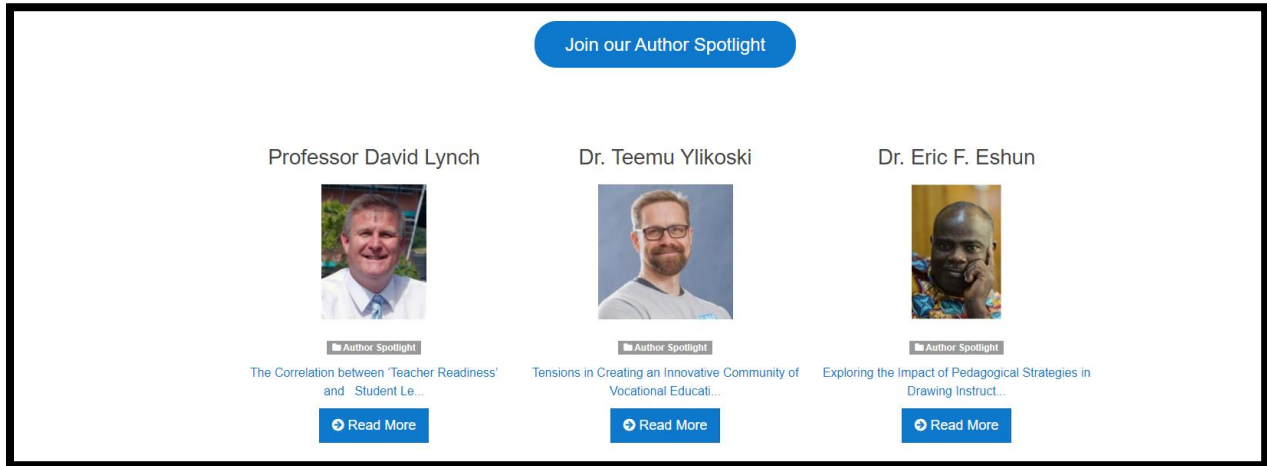 Join our Author Spotlight
Professor David Lynch
Dr. Teemu Ylikoski
Dr. Eric F. Eshun
Author Spotlight
Author Spotlight
Author Spotlight
The Correlation between ‘Teacher Readiness’
and Student Le...
Tensions in Creating an Innovative Community of
Vocational Educati...
Exploring the Impact of Pedagogical Strategies in
Drawing Instruct...
Read More
Read More
Read More